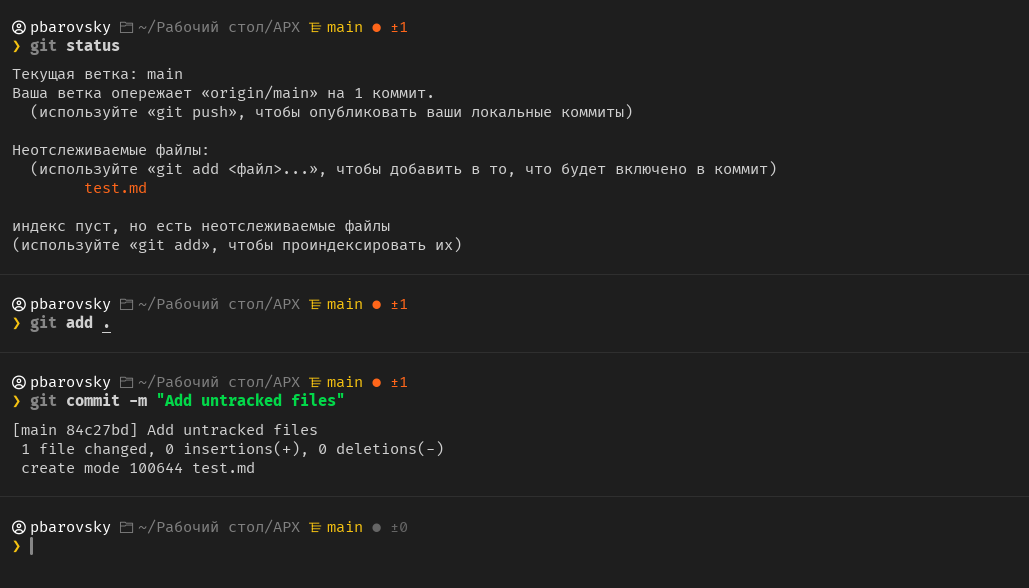 pbarovsky ~/Рабочий стол/АРХ main ● ±1
❯ git status
Текущая ветка: main
Ваша ветка опережает «origin/main» на 1 коммит.
  (используйте «git push», чтобы опубликовать ваши локальные коммиты)
Неотслеживаемые файлы:
  (используйте «git add <файл>...», чтобы добавить в то, что будет включено в коммит)
        test.md
индекс пуст, но есть неотслеживаемые файлы
(используйте «git add», чтобы проиндексировать их)
pbarovsky ~/Рабочий стол/АРХ main ● ±1
❯ git add .
pbarovsky ~/Рабочий стол/АРХ main ● ±1
❯ git commit -m "Add untracked files"
[main 84c27bd] Add untracked files
 1 file changed, 0 insertions(+), 0 deletions(-)
 create mode 100644 test.md
pbarovsky ~/Рабочий стол/АРХ main ● ±0
❯